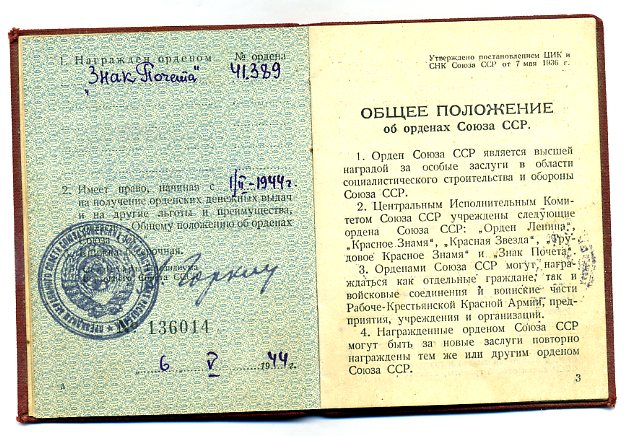 1. Награжден орденом № ордена
„Знак Почета" 41.389
2. Имеет право, начиная с 1/II-1944 г.
на получение орденских денежных выдач
и на другие льготы и преимущества,
Общему положению об орденах
Союза
№ 136014
6 V 1944 г.
Утверждено постановлением ЦИК и
СНК Союза ССР от 7 мая 1936 г.
ОБЩЕЕ ПОЛОЖЕНИЕ
об орденах Союза ССР.
1. Орден Союза ССР является высшей
наградой за особые заслуги в области
социалистического строительства и обороны
Союза ССР.
2. Центральным Исполнительным Коми-
тетом Союза ССР учреждены следующие
ордена Союза ССР: „Орден Ленина",
„Красное Знамя", „Красная Звезда", „Тру-
довое Красное Знамя" и „Знак Почета".
3. Орденами Союза ССР могут награж-
даться как отдельные граждане, так и
войсковые соединения и воинские части
Рабоче-Крестьянской Красной Армии, пред-
приятия, учреждения и организации.
4. Награжденные орденом Союза ССР
могут быть за новые заслуги повторно
награждены тем же или другим орденом
Союза ССР.
3